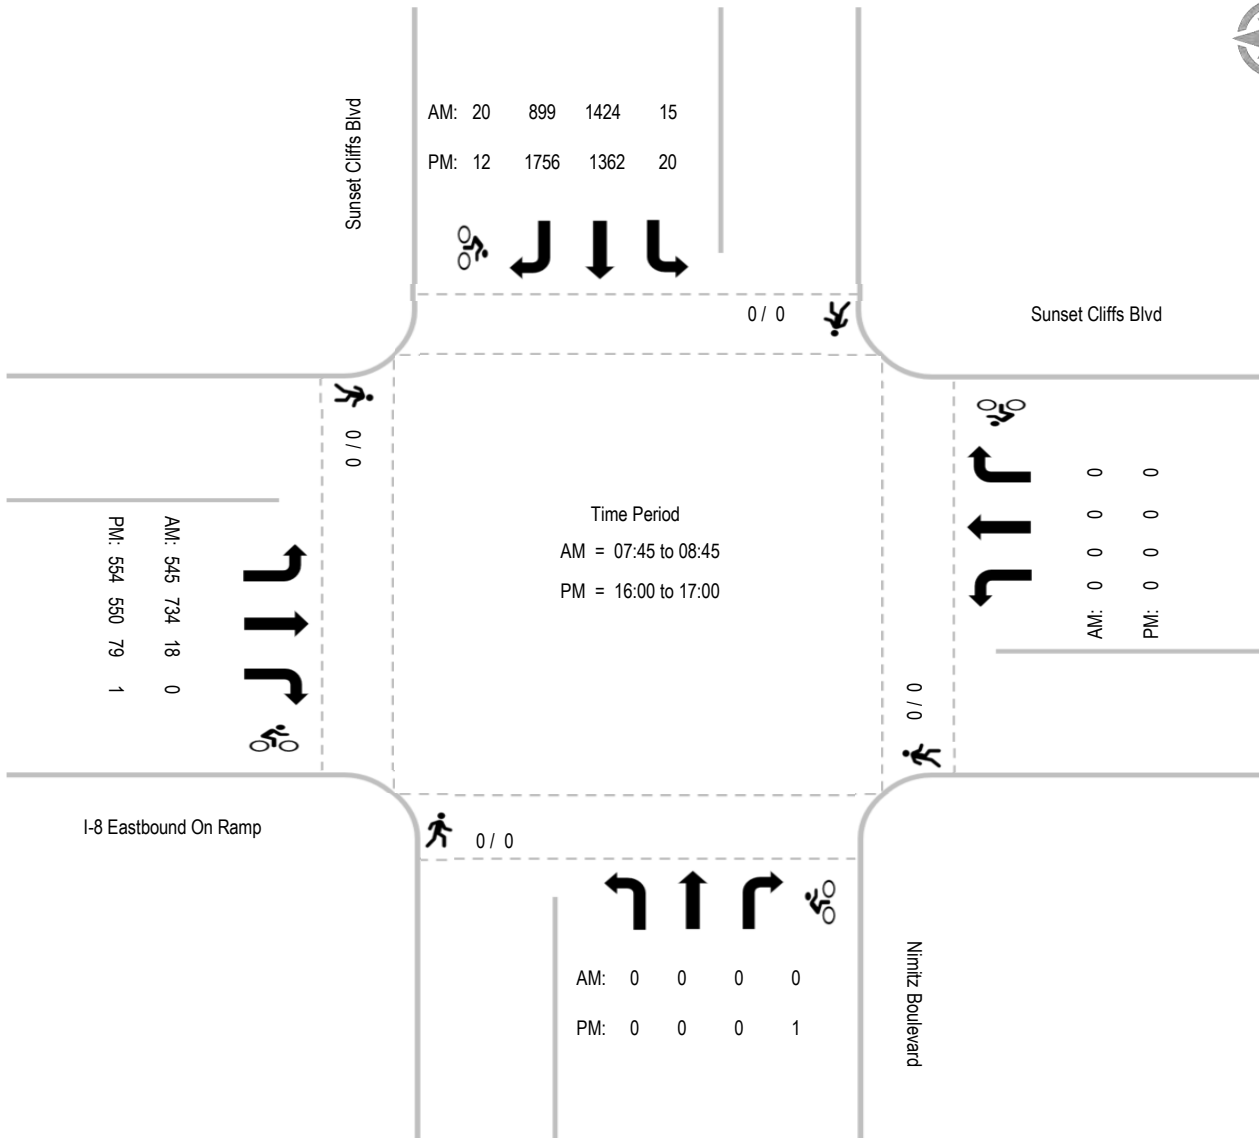 Sunset Cliffs Blvd
AM: 20 899 1424 15
PM: 12 1756 1362 20
0 / 0
Sunset Cliffs Blvd
0 / 0
Time Period
AM = 07:45 to 08:45
PM = 16:00 to 17:00
AM: 545 734 18 0
PM: 554 550 79 1
AM: 0 0 0 0
PM: 0 0 0 0
0 / 0
I-8 Eastbound On Ramp
0 / 0
Nimitz Boulevard
AM: 0 0 0 0
PM: 0 0 0 1